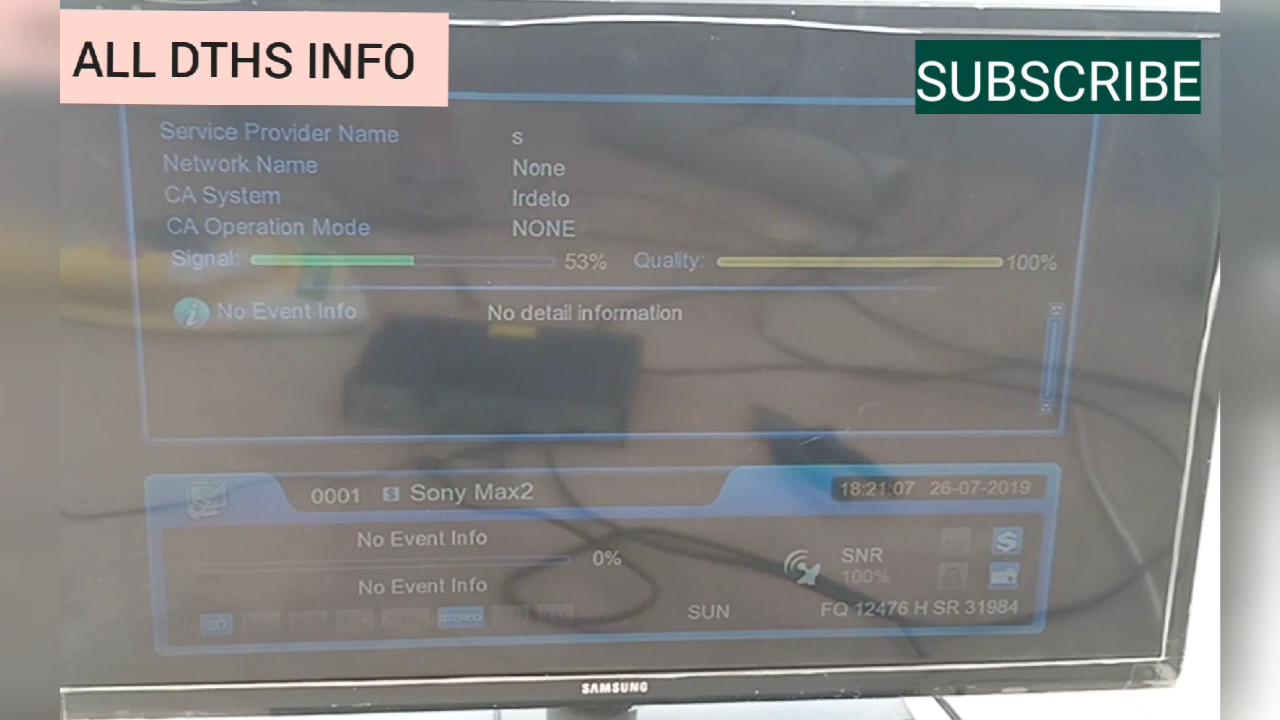 ALL DTHS INFO
SUBSCRIBE
Service Provider Name s
Network Name None
CA System Irdeto
CA Operation Mode NONE
Signal: 53% Quality: 100%
No Event Info No detail information
0001 $ Sony Max2 18:21:07 26-07-2019
No Event Info
0%
SNR
100%
No Event Info
SD STEREO SUN FQ 12476 H SR 31984
SAMSUNG